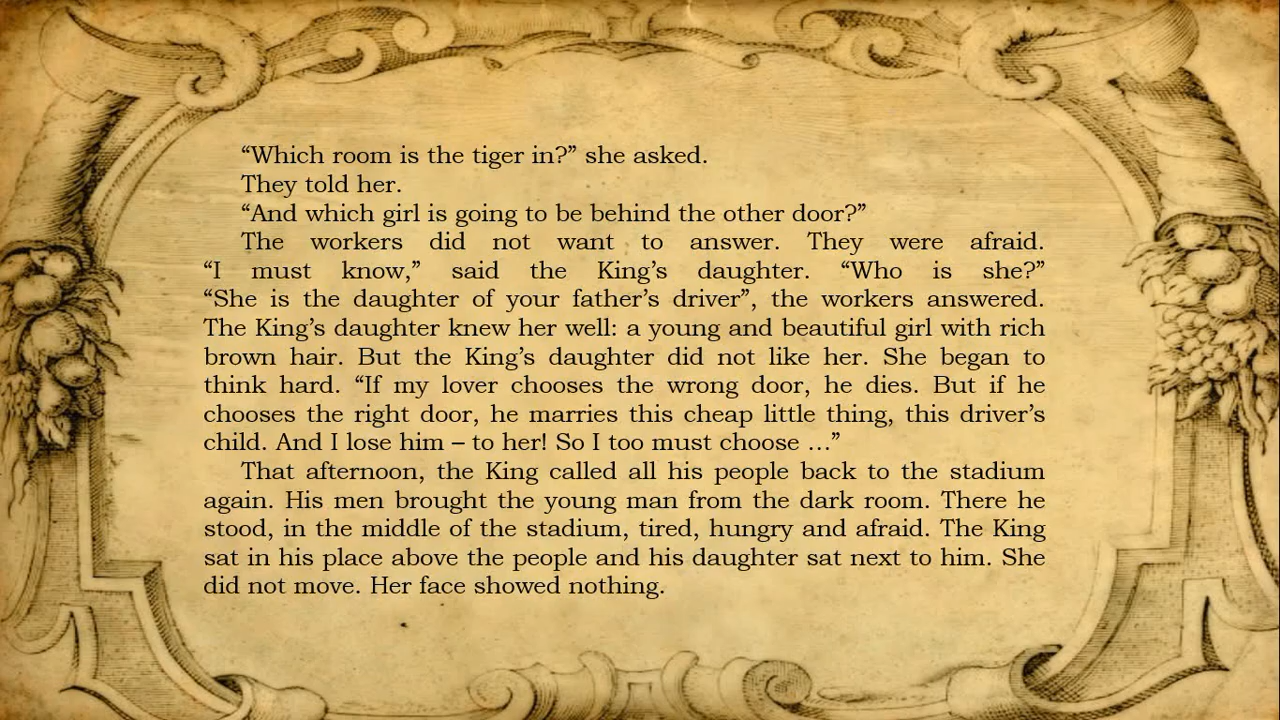 “Which room is the tiger in?” she asked.
They told her.
“And which girl is going to be behind the other door?”
The workers did not want to answer. They were afraid.
“I must know,” said the King’s daughter. “Who is she?”
“She is the daughter of your father’s driver”, the workers answered.
The King’s daughter knew her well: a young and beautiful girl with rich
brown hair. But the King’s daughter did not like her. She began to
think hard. “If my lover chooses the wrong door, he dies. But if he
chooses the right door, he marries this cheap little thing, this driver’s
child. And I lose him – to her! So I too must choose …”
That afternoon, the King called all his people back to the stadium
again. His men brought the young man from the dark room. There he
stood, in the middle of the stadium, tired, hungry and afraid. The King
sat in his place above the people and his daughter sat next to him. She
did not move. Her face showed nothing.